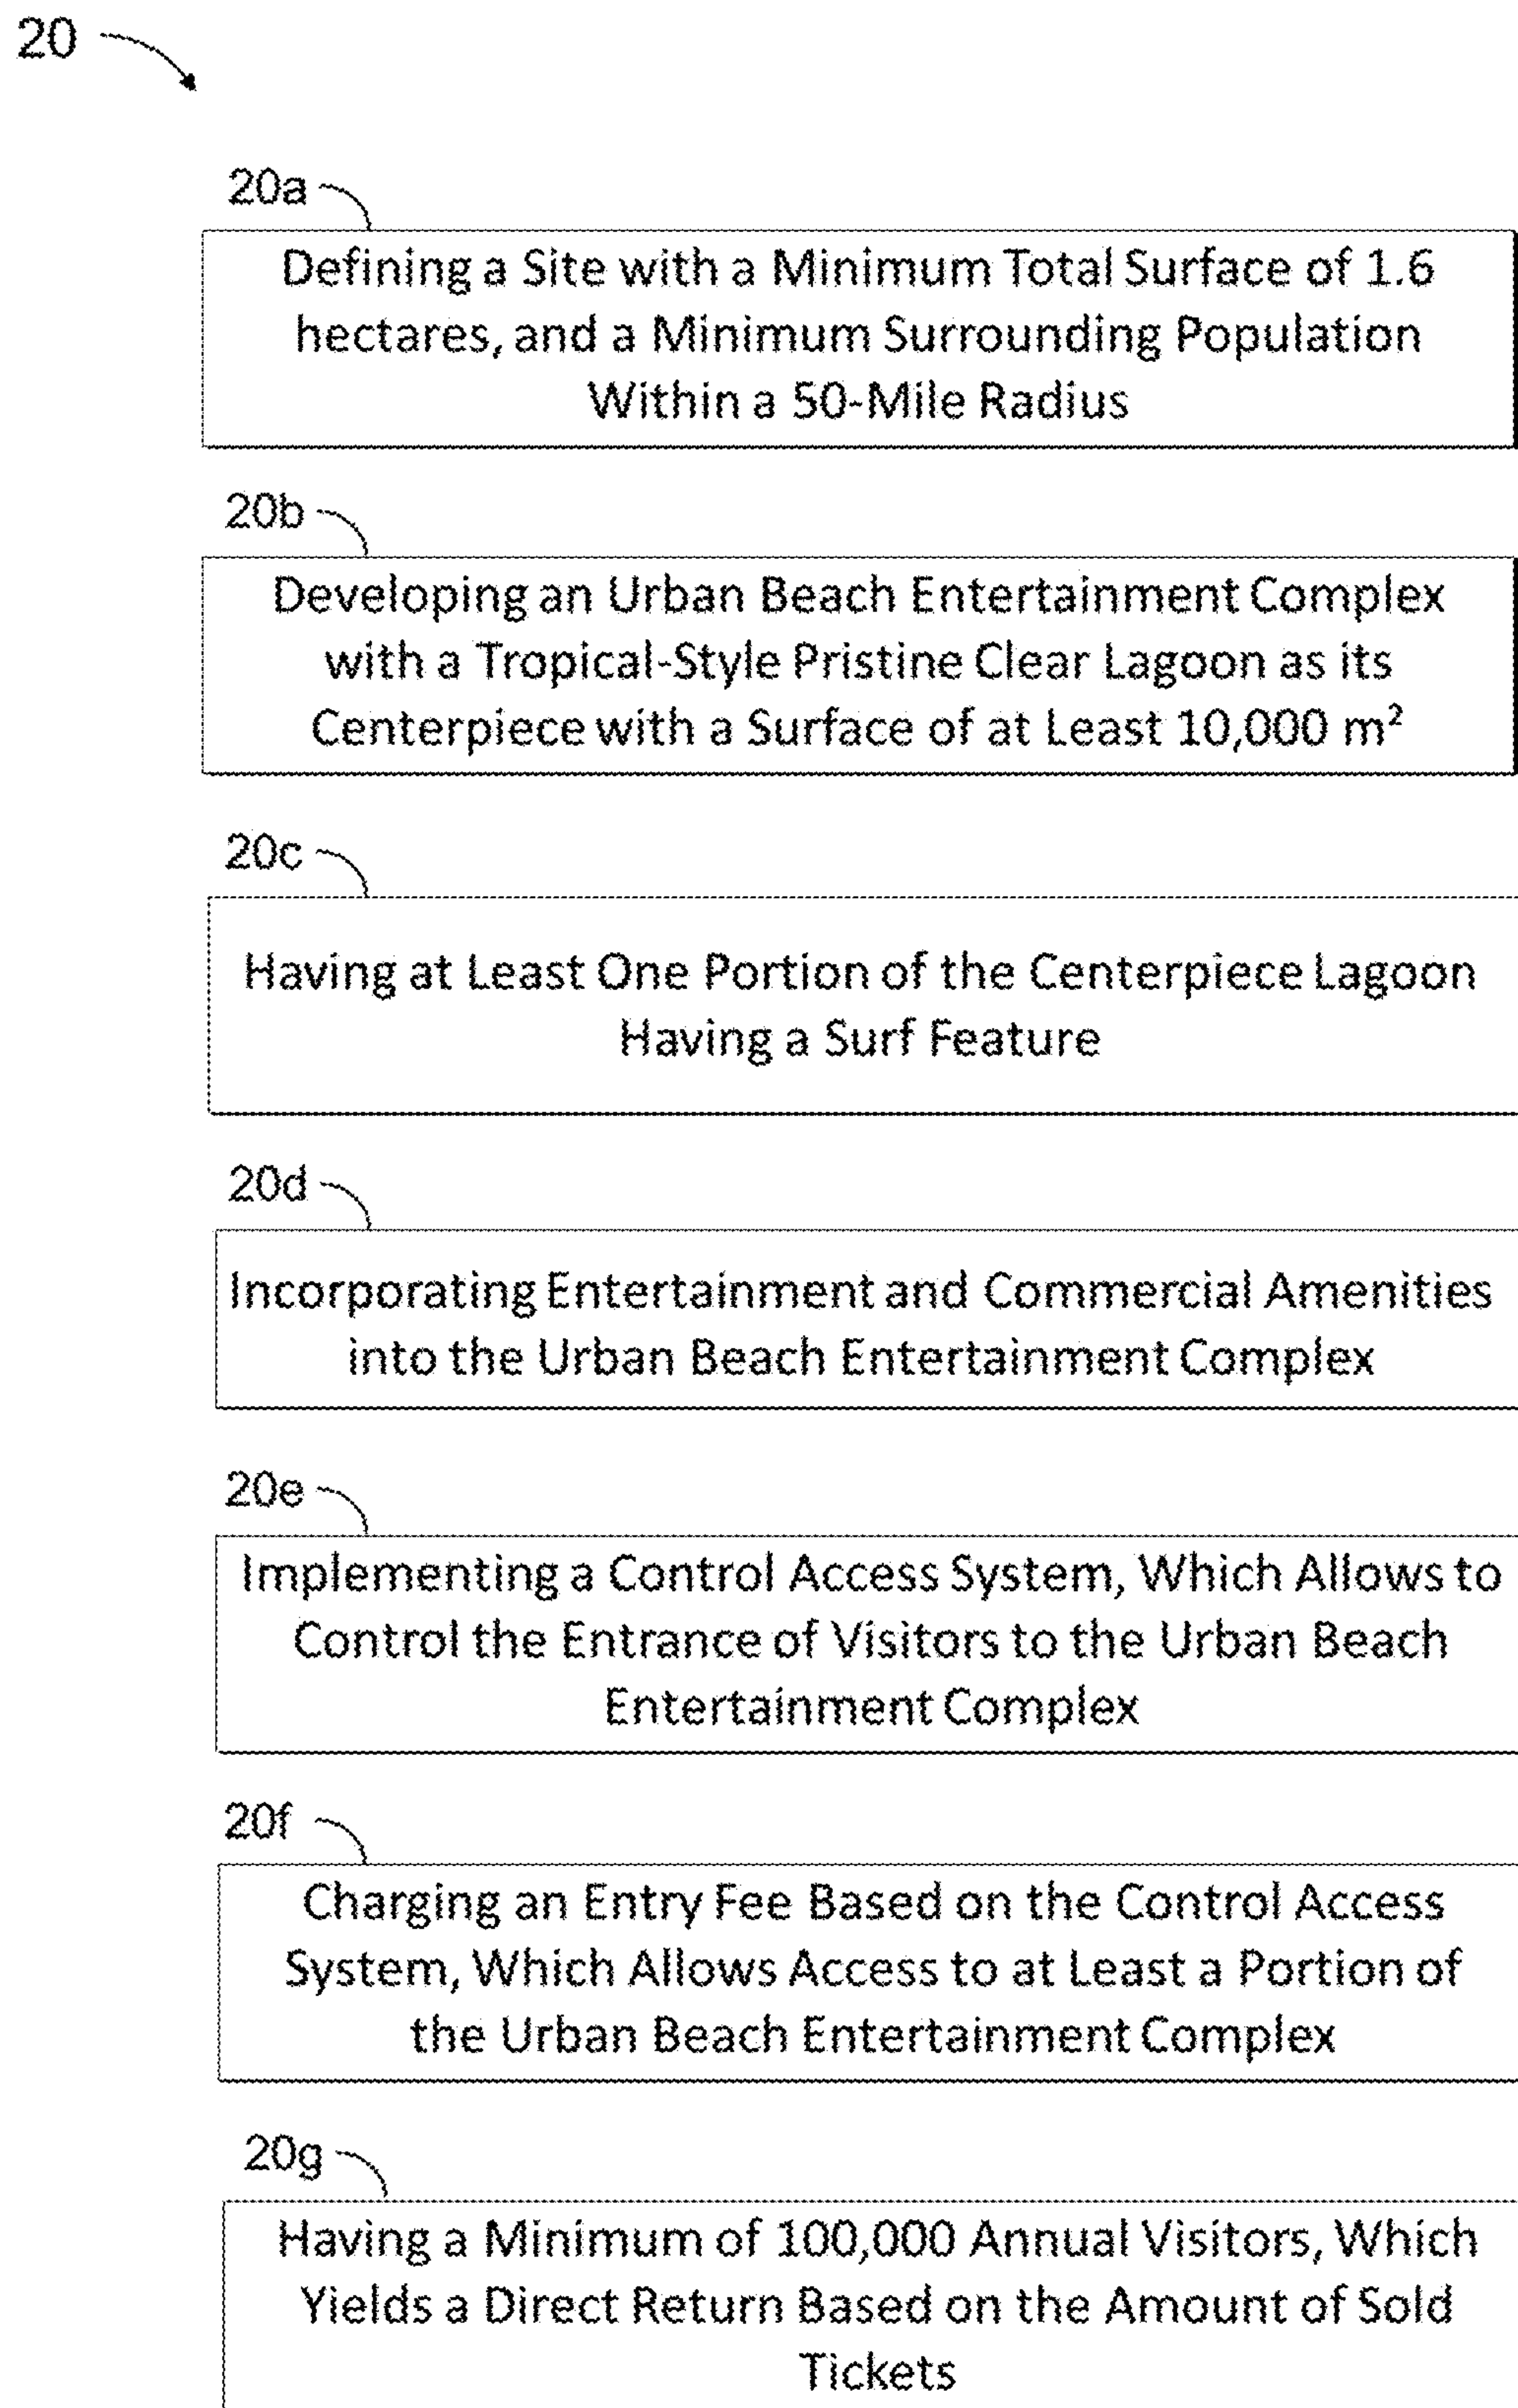 20
20a
Defining a Site with a Minimum Total Surface of 1.6
hectares, and a Minimum Surrounding Population
Within a 50-Mile Radius
20b
Developing an Urban Beach Entertainment Complex
with a Tropical-Style Pristine Clear Lagoon as its
Centerpiece with a Surface of at Least 10,000 m²
20c
Having at Least One Portion of the Centerpiece Lagoon
Having a Surf Feature
20d
Incorporating Entertainment and Commercial Amenities
into the Urban Beach Entertainment Complex
20e
Implementing a Control Access System, Which Allows to
Control the Entrance of Visitors to the Urban Beach
Entertainment Complex
20f
Charging an Entry Fee Based on the Control Access
System, Which Allows Access to at Least a Portion of
the Urban Beach Entertainment Complex
20g
Having a Minimum of 100,000 Annual Visitors, Which
Yields a Direct Return Based on the Amount of Sold
Tickets